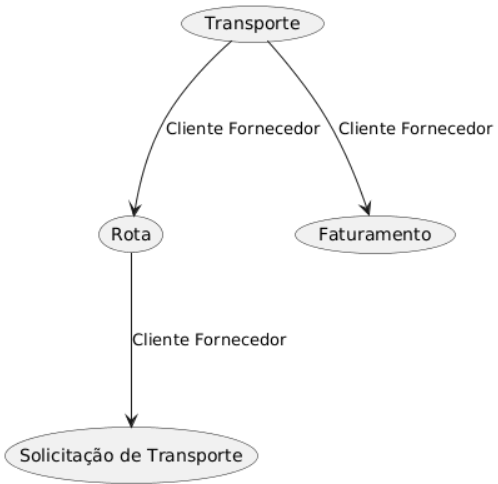 Transporte
Cliente Fornecedor
Cliente Fornecedor
Rota
Faturamento
Cliente Fornecedor
Solicitação de Transporte